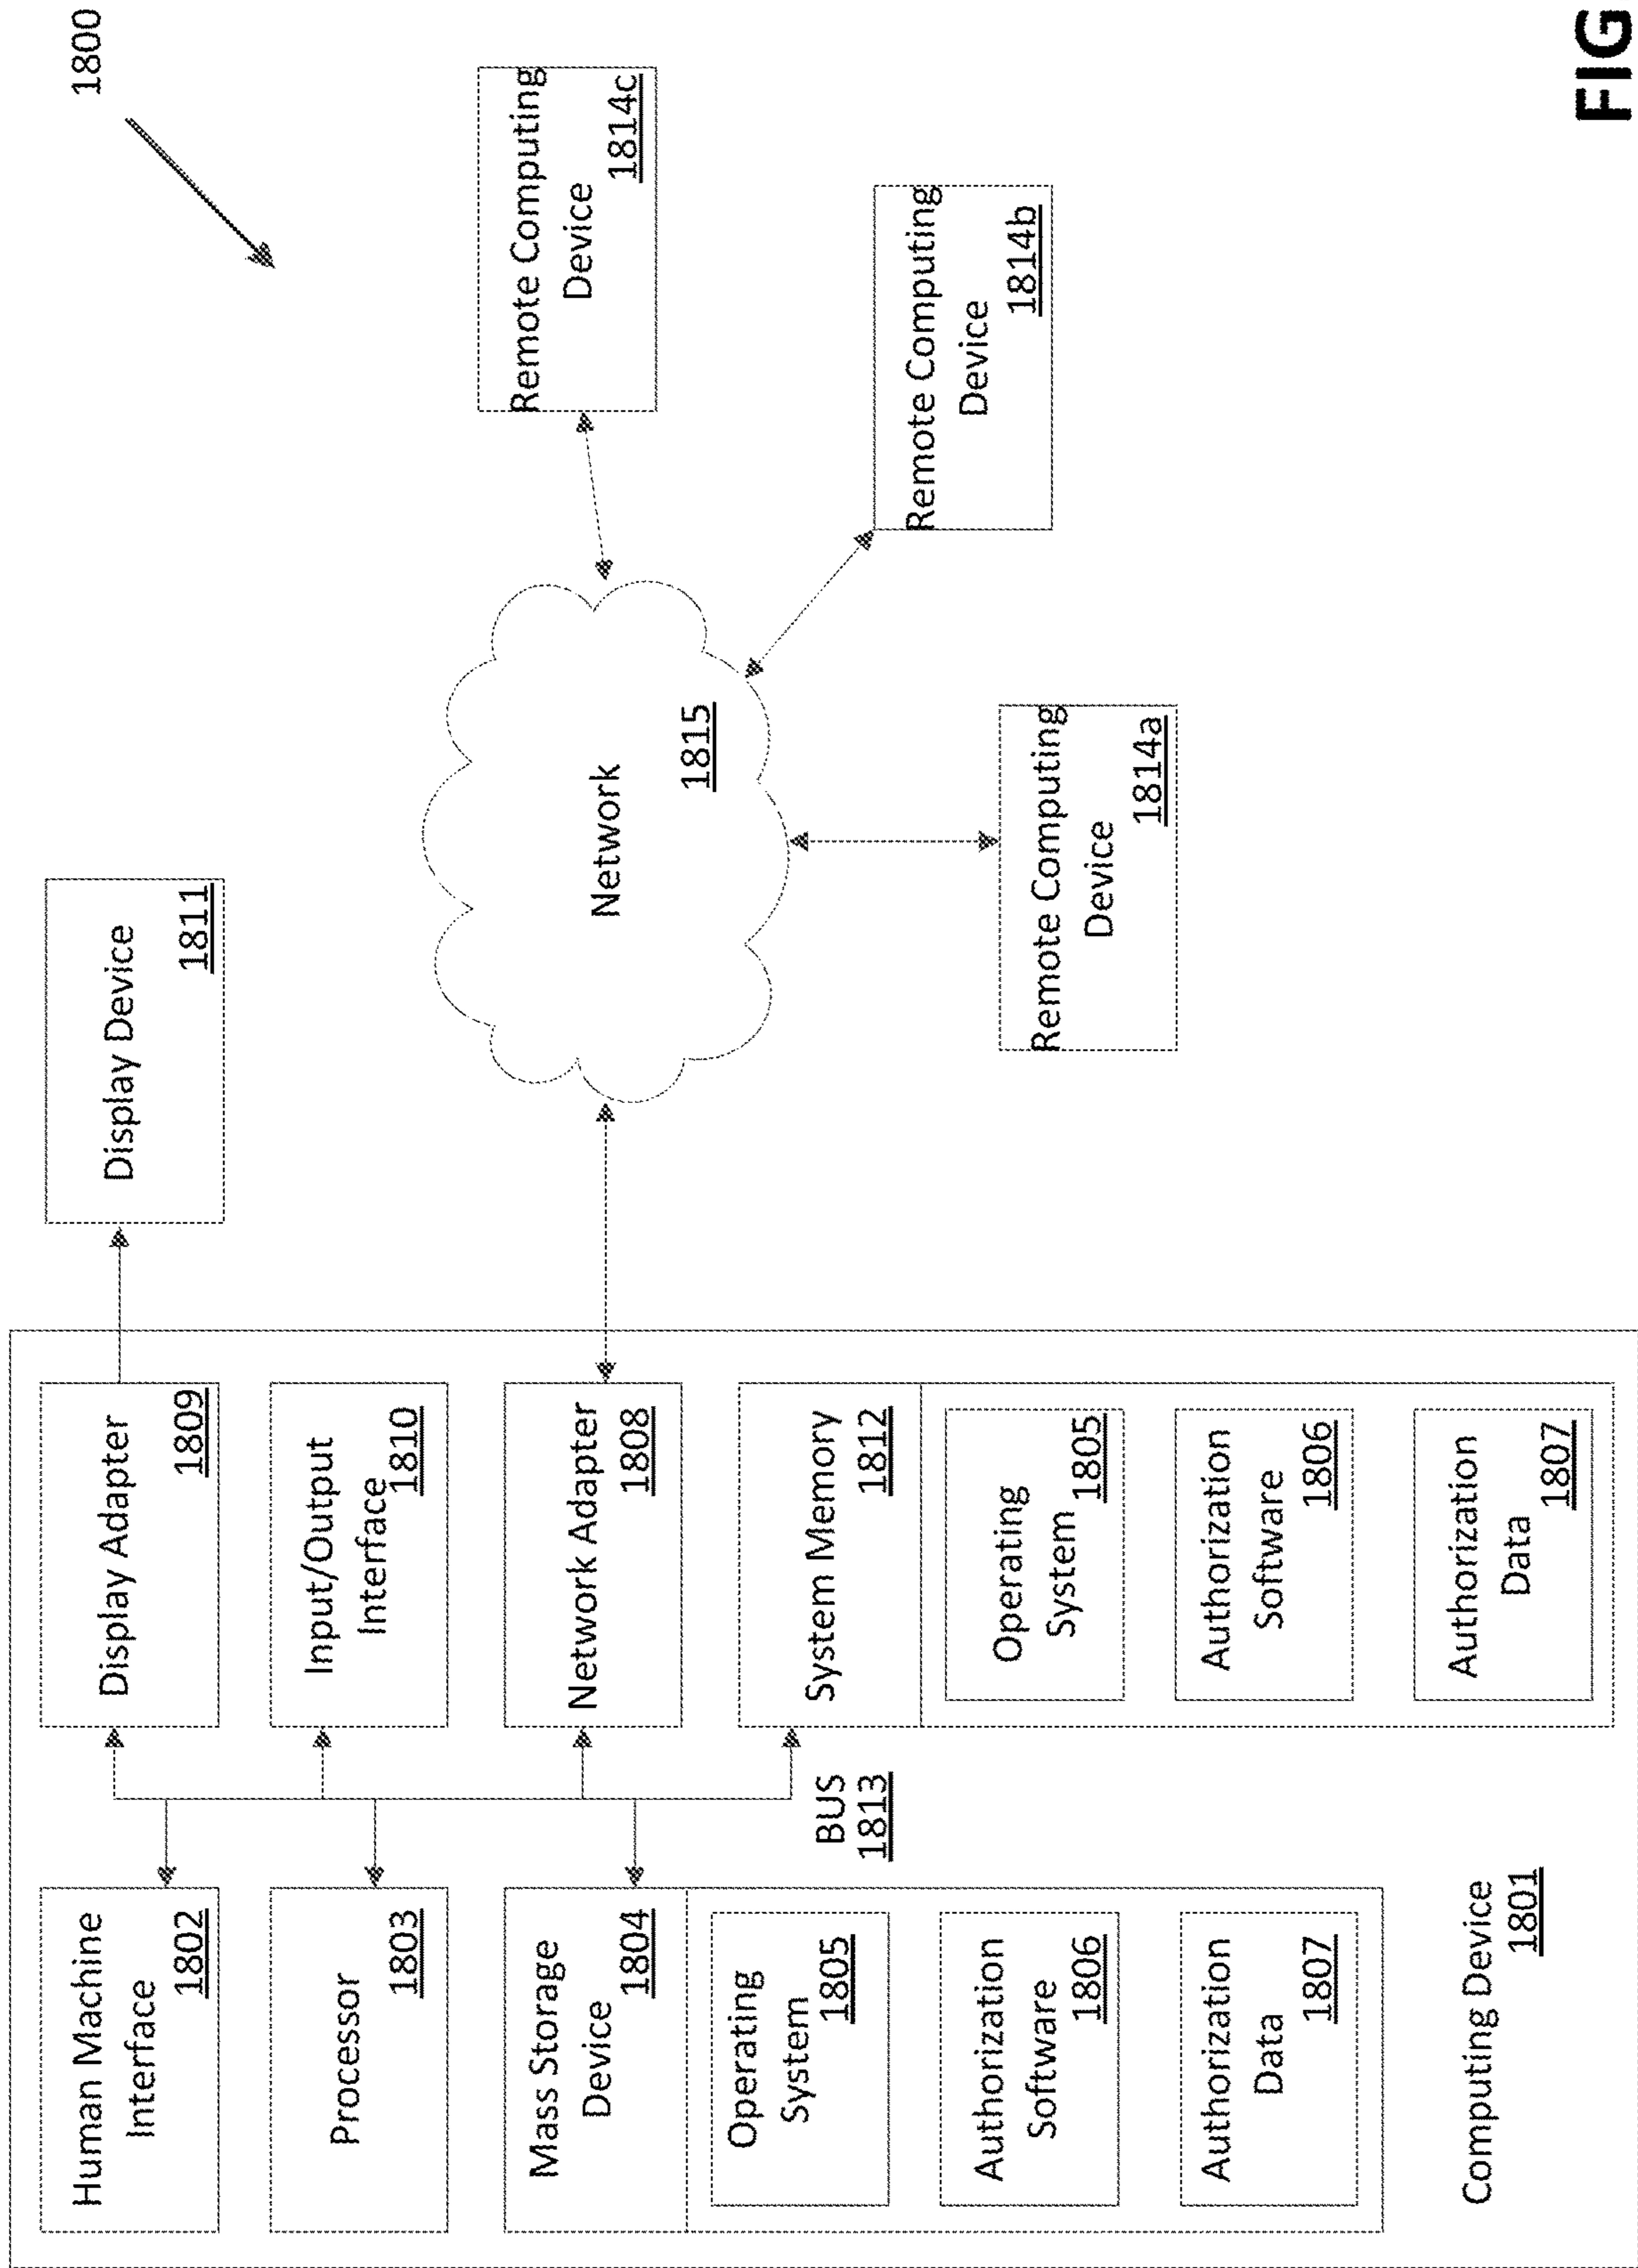 1800
Human Machine
Interface
1802
Processor
1803
Mass Storage
Device
1804
Operating
System
1805
Authorization
Software
1806
Authorization
Data
1807
Computing Device
1801
BUS
1813
Display Adapter
1809
Input/Output
Interface
1810
Network Adapter
1808
System Memory
1812
Operating
System
1805
Authorization
Software
1806
Authorization
Data
1807
Display Device
1811
Network
1815
Remote Computing
Device
1814a
Remote Computing
Device
1814b
Remote Computing
Device
1814c
FIG